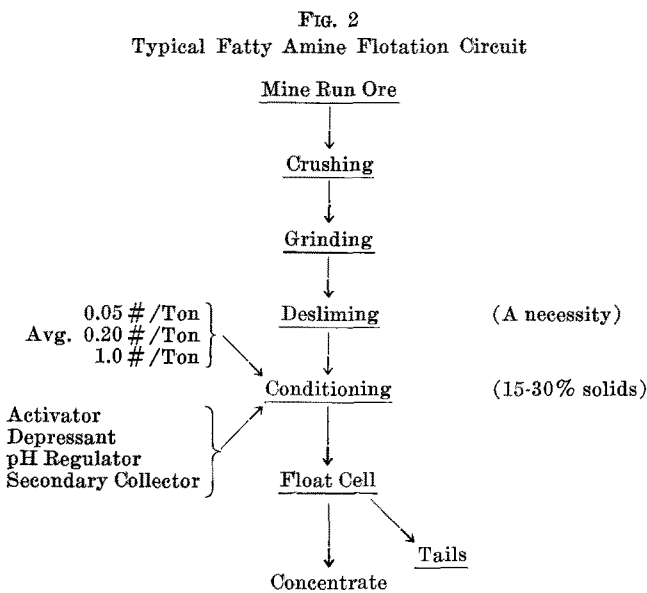 FIG. 2
Typical Fatty Amine Flotation Circuit
Mine Run Ore
Crushing
Grinding
0.05 #/Ton
Avg. 0.20 #/Ton
1.0 #/Ton
Desliming
(A necessity)
Conditioning
(15-30% solids)
Activator
Depressant
pH Regulator
Secondary Collector
Float Cell
Tails
Concentrate